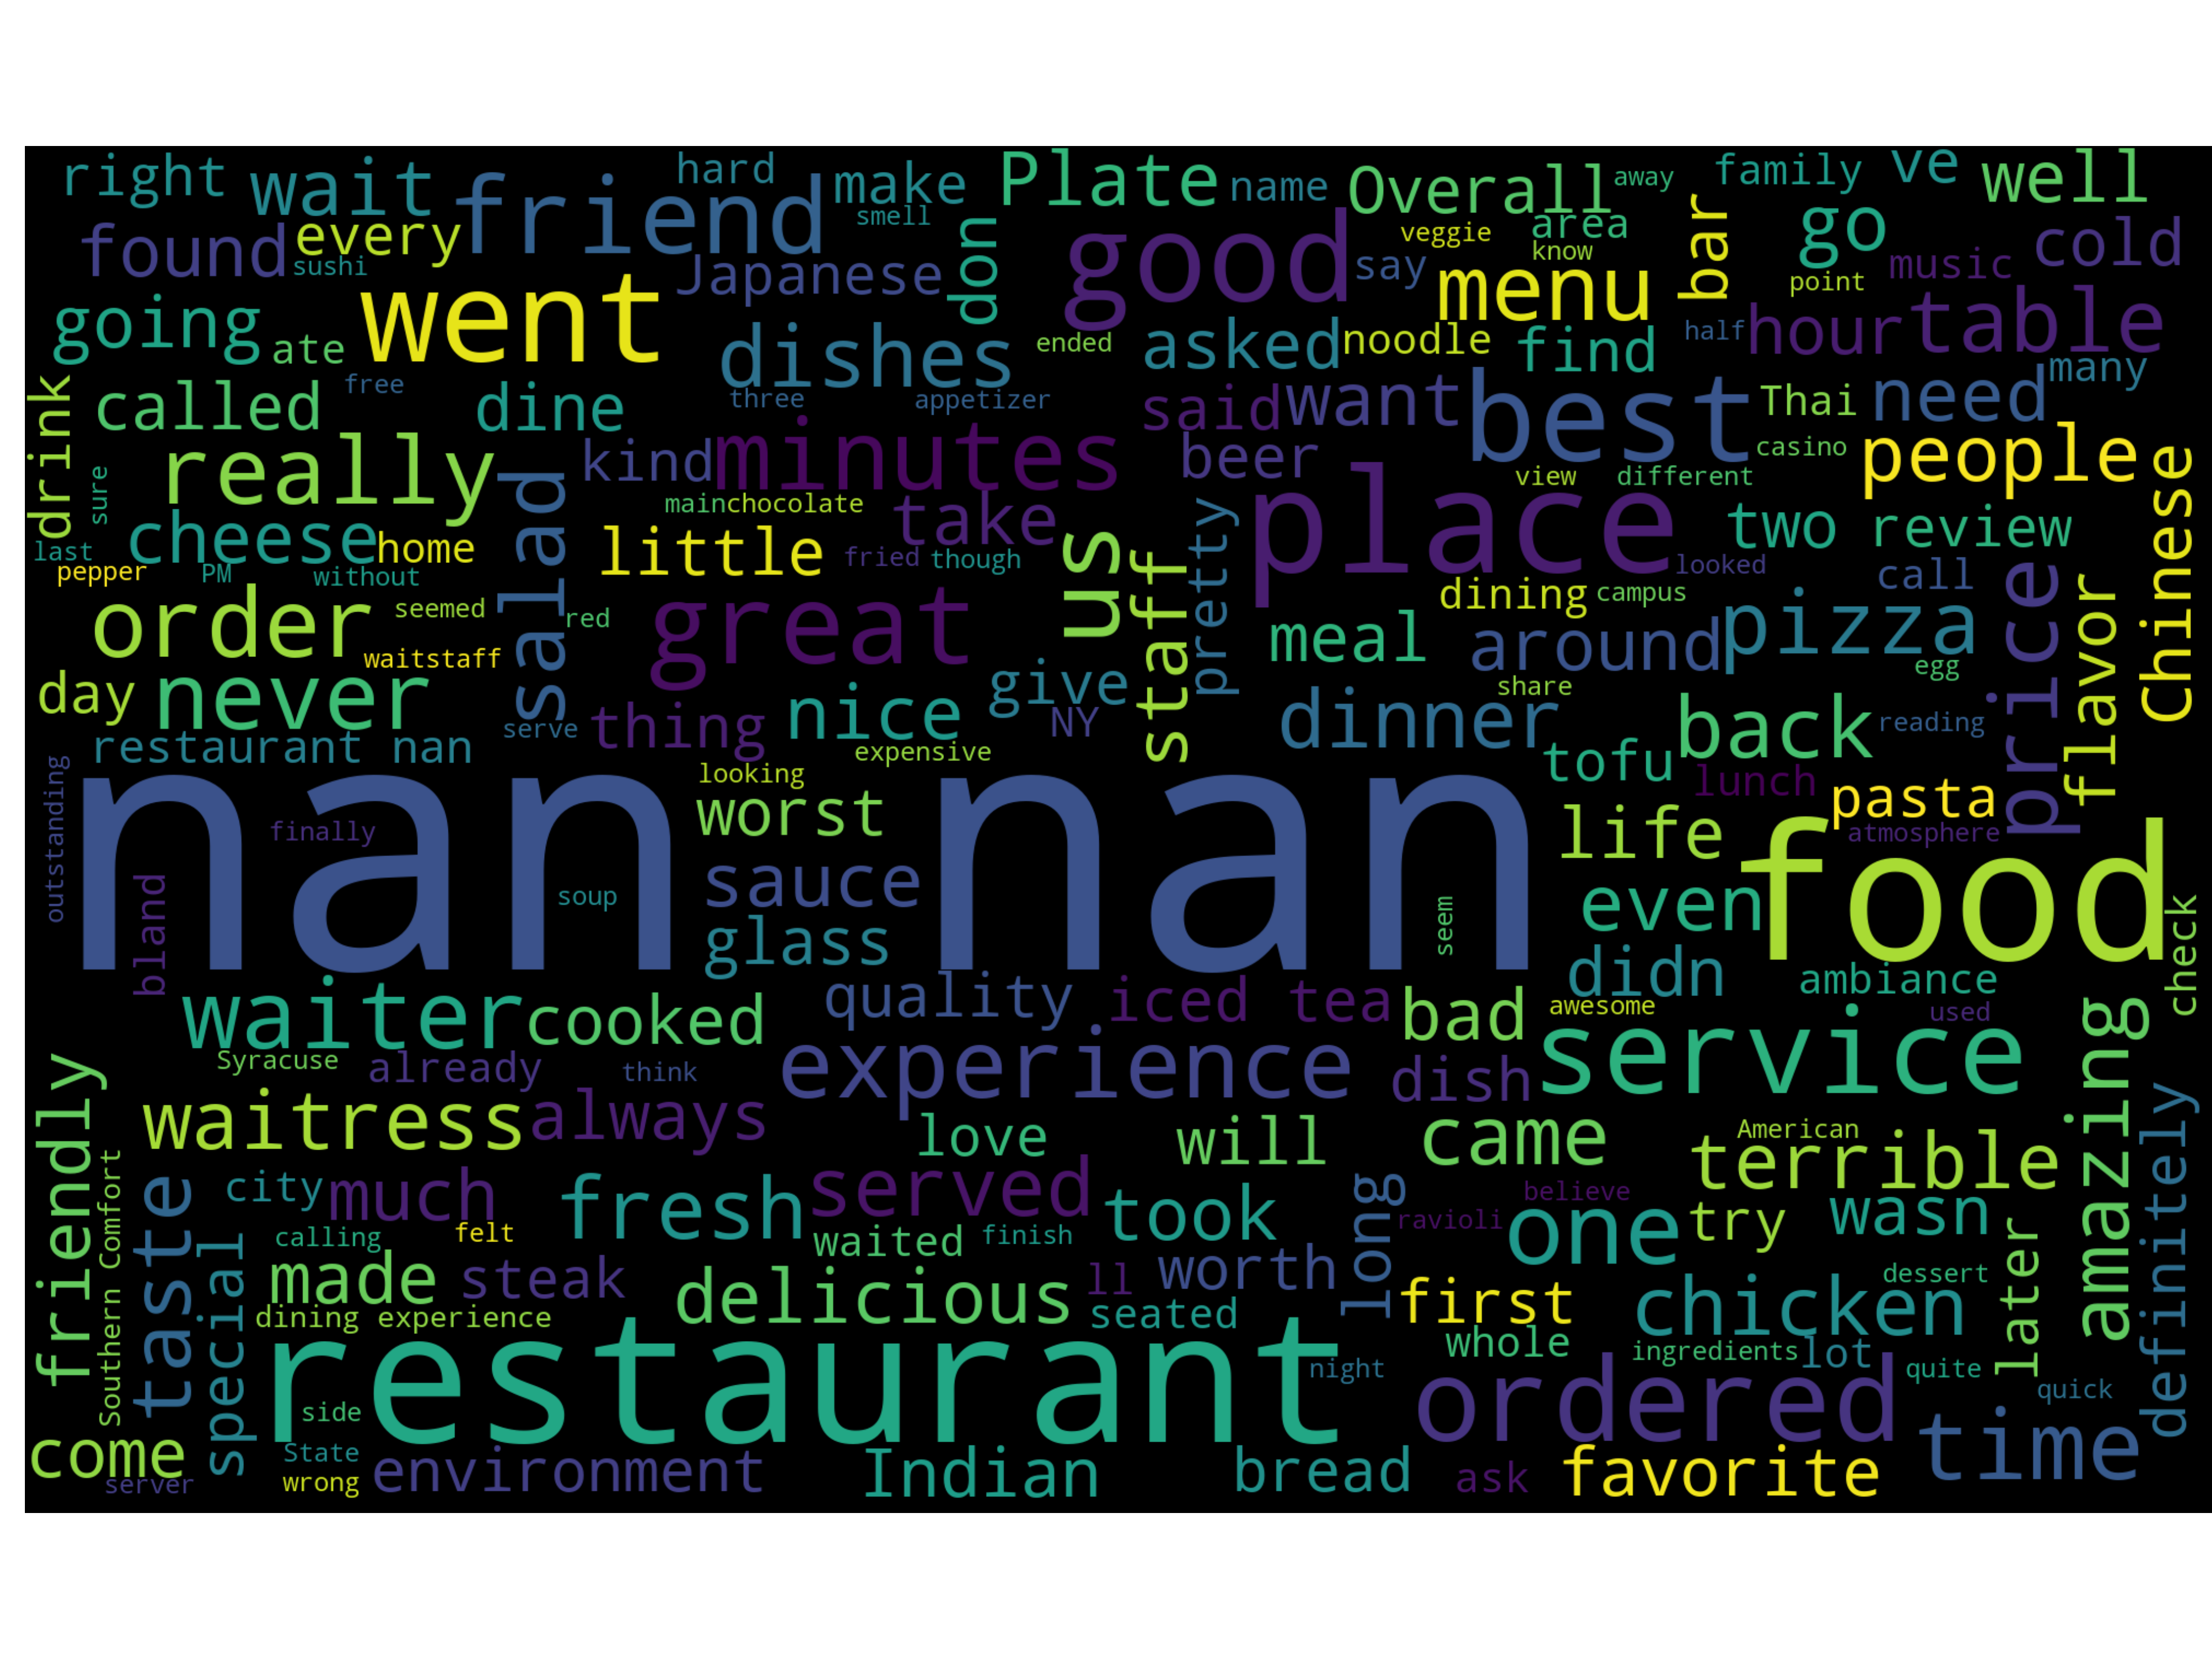 right
wait
friend
hard
make
smell
Plate
name
Overall
away
family
ve
well
found
every
sushi
Japanese
don
good
veggie
area
know
say
menu
bar
go
point
music
cold
going
ate
went
dishes
ended
asked
noodle
find
half
hour
table
many
drink
called
free
dine
three
appetizer
said
want
best
Thai
need
really
sure
salad
kind
minutes
beer
casino
people
Chinese
view
different
main
chocolate
take
us
staff
pretty
place
two
review
last
cheese
home
little
fried
though
looked
call
pepper
PM
without
order
seemed
red
great
dining
campus
meal
around
pizza
egg
price
flavor
waitstaff
day
never
give
share
serve
thing
nice
NY
dinner
back
reading
restaurant nan
expensive
tofu
lunch
looking
outstanding
nan nan
finally
worst
life
pasta
atmosphere
food
bland
soup
sauce
seem
even
check
glass
didn
ambiance
waiter
cooked
quality
iced tea
bad
awesome
used
service
Syracuse
already
think
experience
dish
amazing
friendly
waitress
always
love
will
came
American
terrible
definitely
Southern Comfort
taste
city
much
fresh
served
took
long
believe
ravioli
one
try
wasn
later
special
calling
felt
waited
finish
made
steak
delicious
ll
worth
first
chicken
dessert
dining experience
seated
whole
ingredients
lot
quite
restaurant
night
ordered
quick
side
time
come
State
server
wrong
environment
Indian
bread
ask
favorite